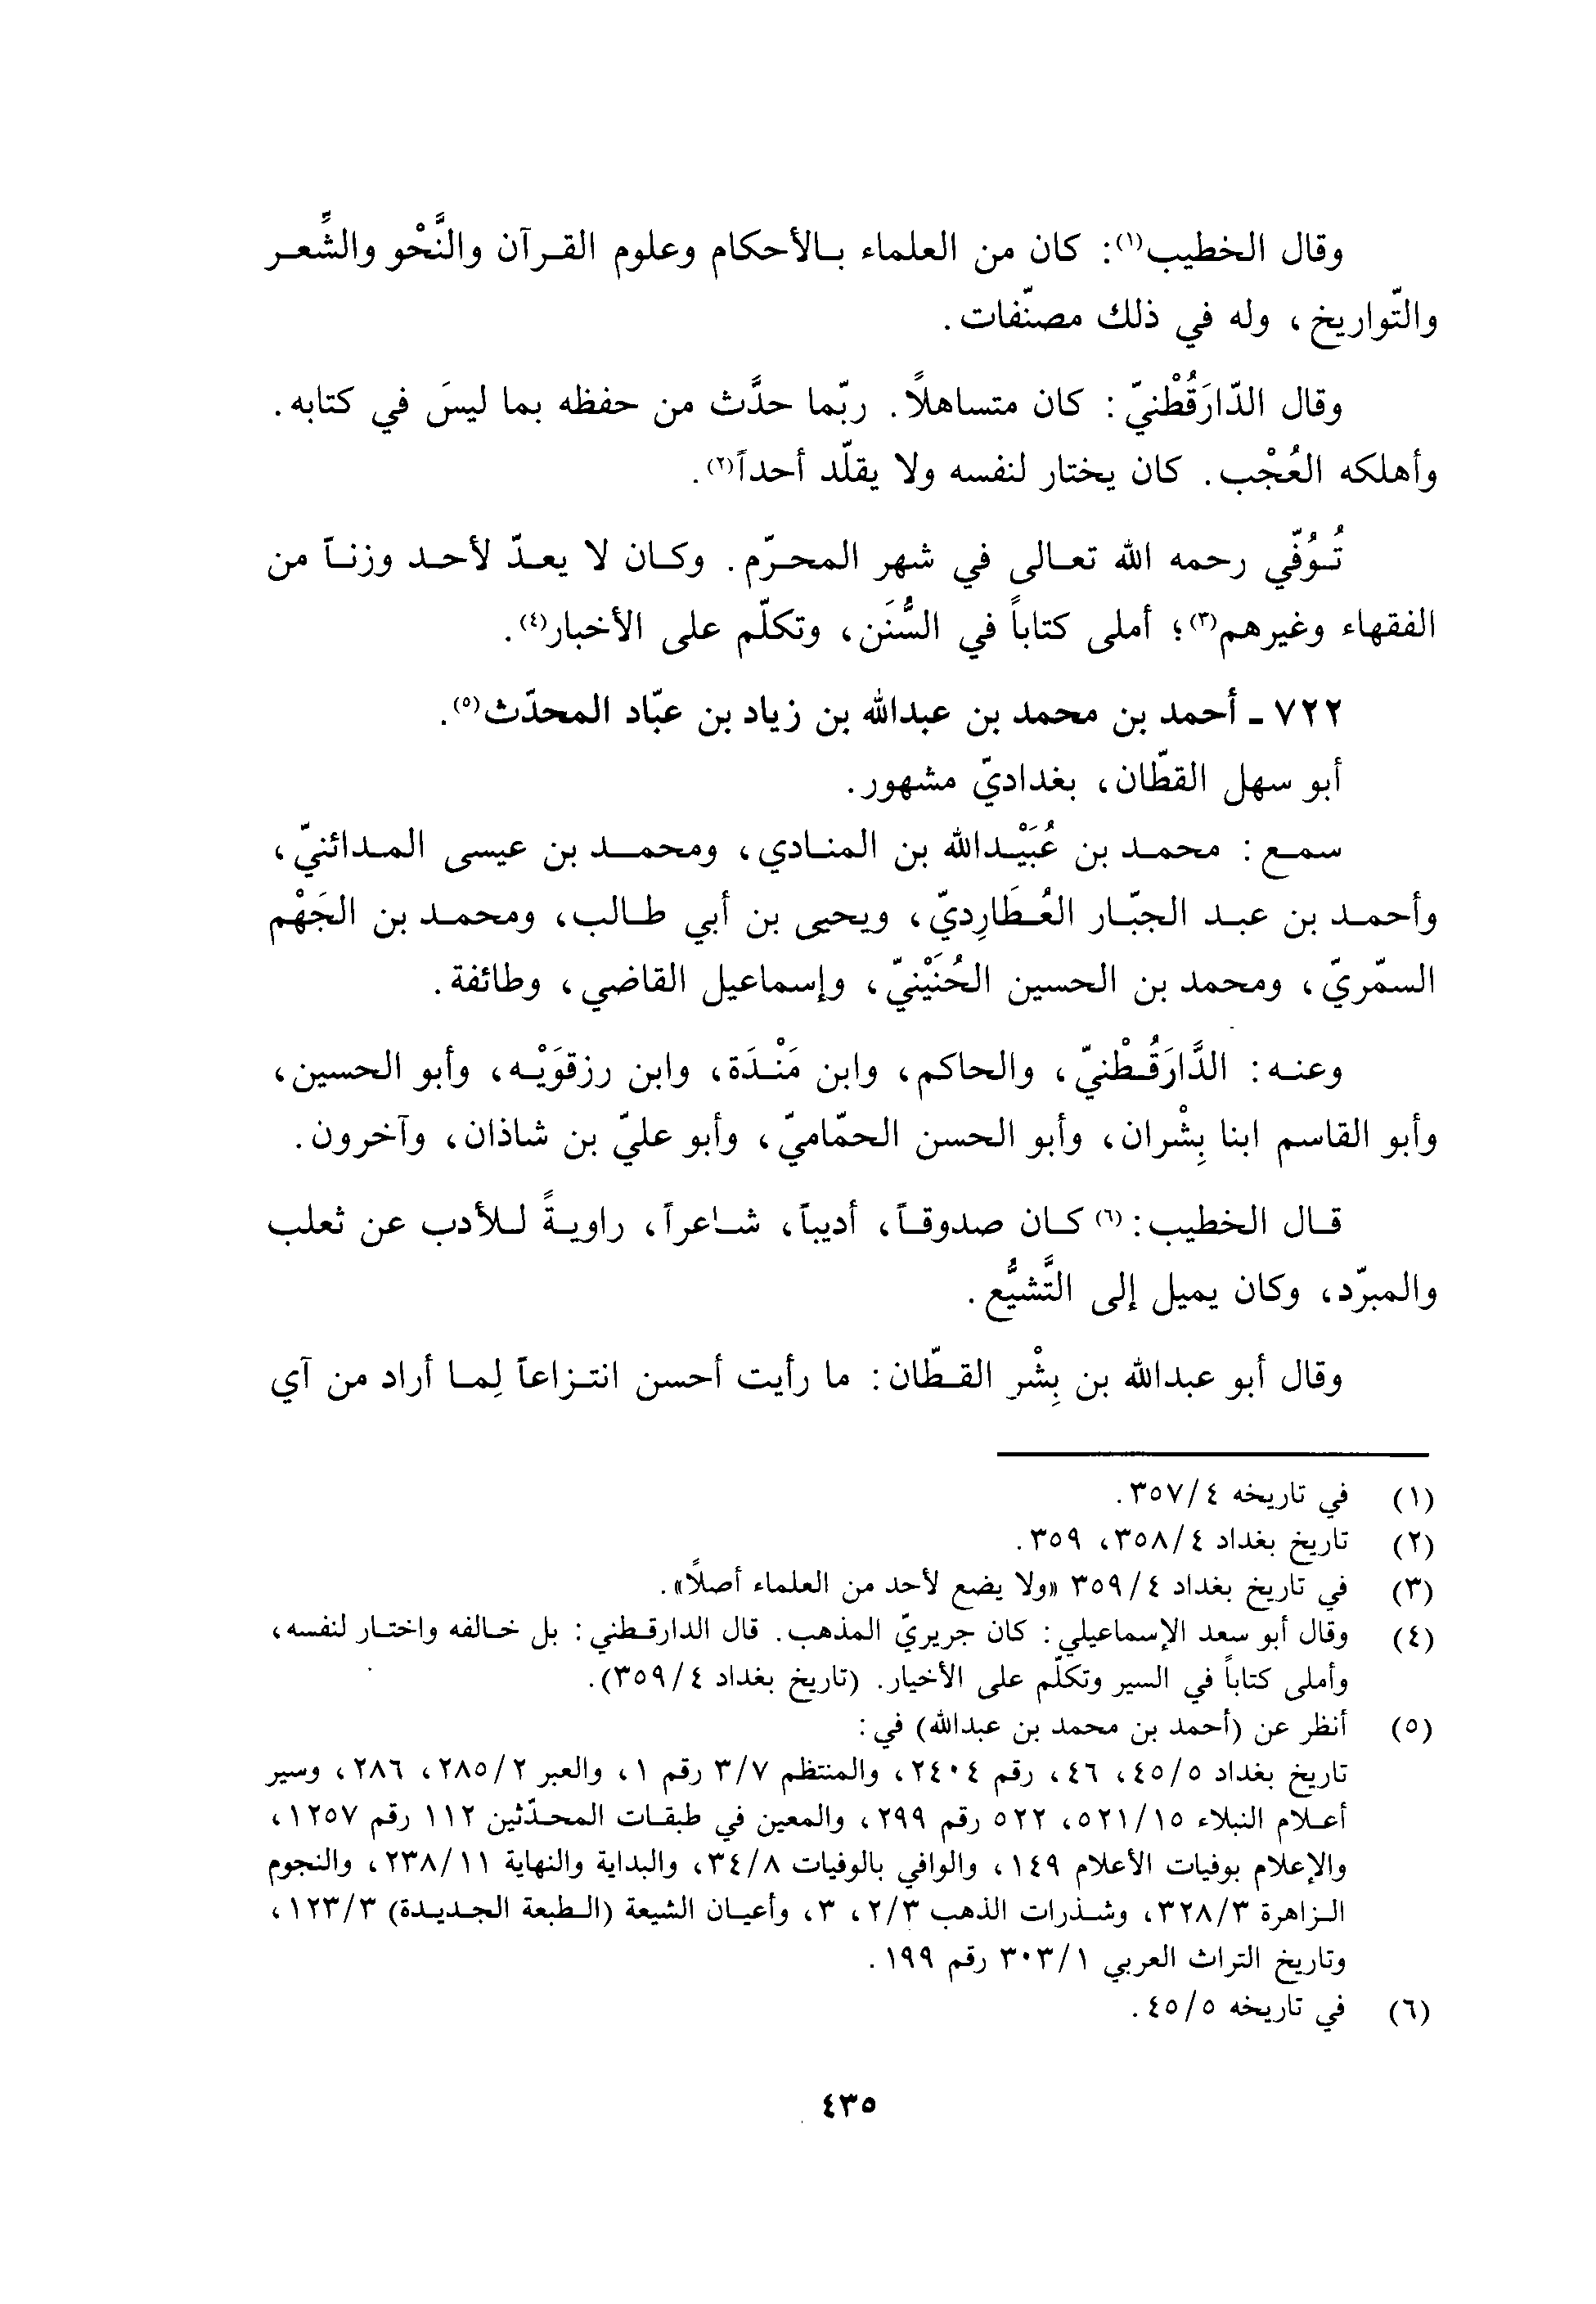 وقال الخطيب(١): كان من العلماء بالأحكام وعلوم القرآن والنَّحْو والشِّعر
والتّواريخ، وله في ذلك مصنّفات.
وقال الدّارَقُطْنيّ: كان متساهلاً. ربّما حدَّث من حفظه بما ليسَ في كتابه.
وأهلكه العُجْب. كان يختار لنفسه ولا يقلّد أحداً(٢).
تُوُفّي رحمه الله تعالى في شهر المحرّم. وكان لا يعدّ لأحد وزناً من
الفقهاء وغيرهم(٣)؛ أملى كتاباً في السُّنَن، وتكلّم على الأخبار(٤).
٧٢٢ - أحمد بن محمد بن عبدالله بن زياد بن عبّاد المحدّث(٥).
أبو سهل القطّان، بغداديّ مشهور.
سمع: محمد بن عُبَيْدالله بن المنادي، ومحمد بن عيسى المدائنيّ،
وأحمد بن عبد الجبّار العُطَارِديّ، ويحيى بن أبي طالب، ومحمد بن الجَهْم
السمّريّ، ومحمد بن الحسين الحُنَيْنيّ، وإسماعيل القاضي، وطائفة.
وعنه: الدَّارَقُطْنيّ، والحاكم، وابن مَنْدَة، وابن رزقوَيْه، وأبو الحسين،
وأبو القاسم ابنا بِشْران، وأبو الحسن الحمّاميّ، وأبو عليّ بن شاذان، وآخرون.
قال الخطيب:(٦) كان صدوقاً، أديباً، شاعراً، راويةً للأدب عن ثعلب
والمبرّد، وكان يميل إلى التَّشيُّع.
وقال أبو عبدالله بن بِشْر القطّان: ما رأيت أحسن انتزاعاً لِما أراد من آي
(١) في تاريخه ٤/٣٥٧.
(٢) تاريخ بغداد ٤/٣٥٨، ٣٥٩.
(٣) في تاريخ بغداد ٤/٣٥٩ «ولا يضع لأحد من العلماء أصلاً».
(٤) وقال أبو سعد الإسماعيلي: كان جريريّ المذهب. قال الدارقطني: بل خالفه واختار لنفسه،
وأملى كتاباً في السير وتكلّم على الأخيار. (تاريخ بغداد ٤/٣٥٩).
(٥) أنظر عن (أحمد بن محمد بن عبدالله) في:
تاريخ بغداد ٥/٤٥، ٤٦، رقم ٢٤٠٤، والمنتظم ٧/٣ رقم ١، والعبر ٢/٢٨٥، ٢٨٦، وسير
أعلام النبلاء ١٥/٥٢١، ٥٢٢ رقم ٢٩٩، والمعين في طبقات المحدّثين ١١٢ رقم ١٢٥٧،
والإعلام بوفيات الأعلام ١٤٩، والوافي بالوفيات ٨/٣٤، والبداية والنهاية ١١/٢٣٨، والنجوم
الزاهرة ٣/٣٢٨، وشذرات الذهب ٢/٣، ٣، وأعيان الشيعة (الطبعة الجديدة) ٣/١٢٣،
وتاريخ التراث العربي ١/٣٠٣ رقم ١٩٩.
(٦) في تاريخه ٥/٤٥.
٤٣٥